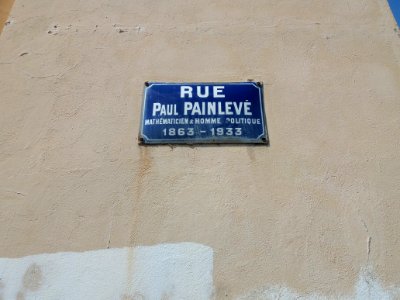 RUE
PAUL PAINLEVÉ
MATHÉMATICIEN & HOMME POLITIQUE
1863 - 1933